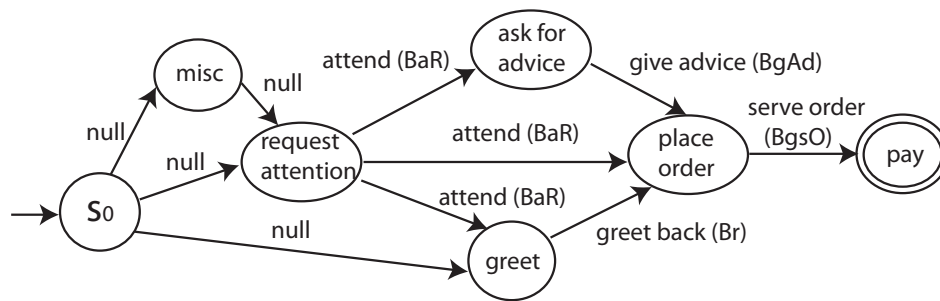 ask for
advice
attend (BaR)
give advice (BgAd)
misc
null
null
serve order
(BgsO)
request
attention
attend (BaR)
place
order
pay
null
attend (BaR)
S0
null
greet back (Br)
greet